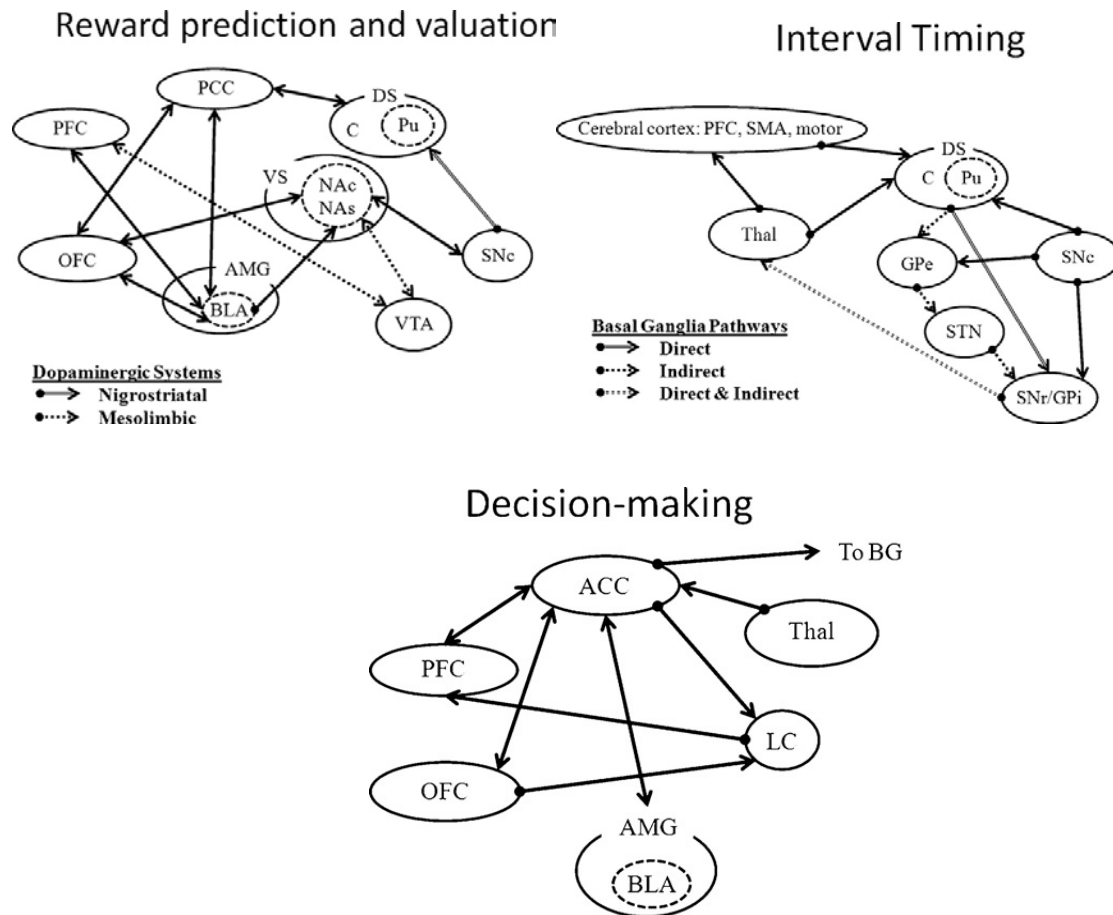 Reward prediction and valuation
PCC
DS
C
Pu
PFC
VS
NAc
NAs
OFC
AMG
BLA
SNc
VTA
Dopaminergic Systems
Nigrostriatal
Mesolimbic
Interval Timing
Cerebral cortex: PFC, SMA, motor
DS
C
Pu
Thal
GPe
SNc
STN
SNr/GPi
Basal Ganglia Pathways
Direct
Indirect
Direct & Indirect
Decision-making
To BG
ACC
Thal
PFC
LC
OFC
AMG
BLA